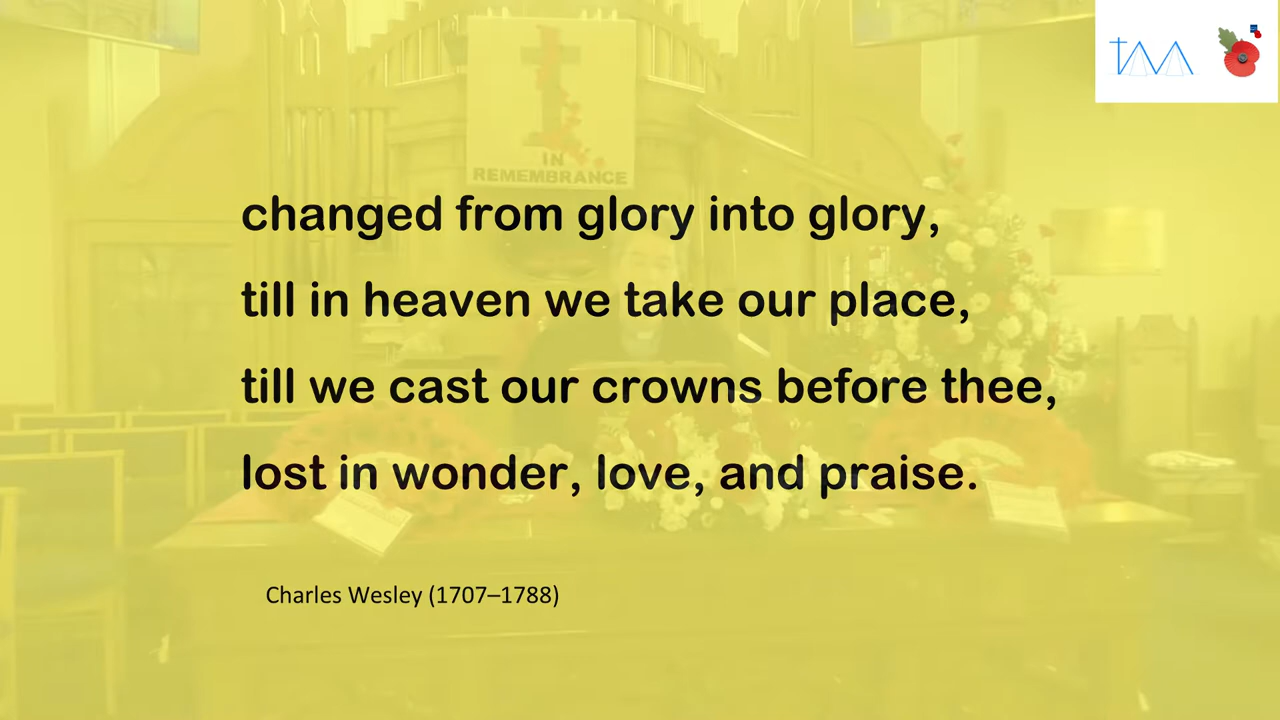 IN
REMEMBRANCE
changed from glory into glory,
till in heaven we take our place,
till we cast our crowns before thee,
lost in wonder, love, and praise.
Charles Wesley (1707–1788)